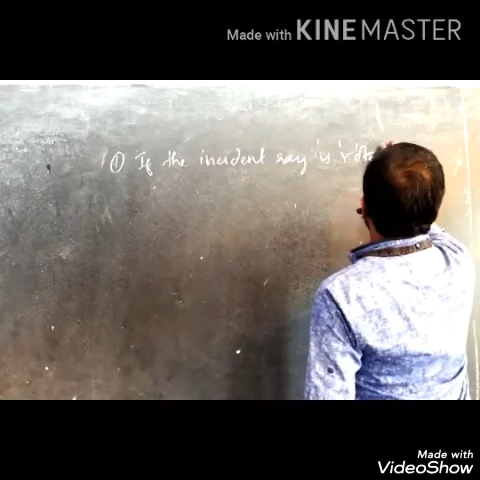 Made with KINEMASTER
① If the incident ray is
Made with
VideoShow